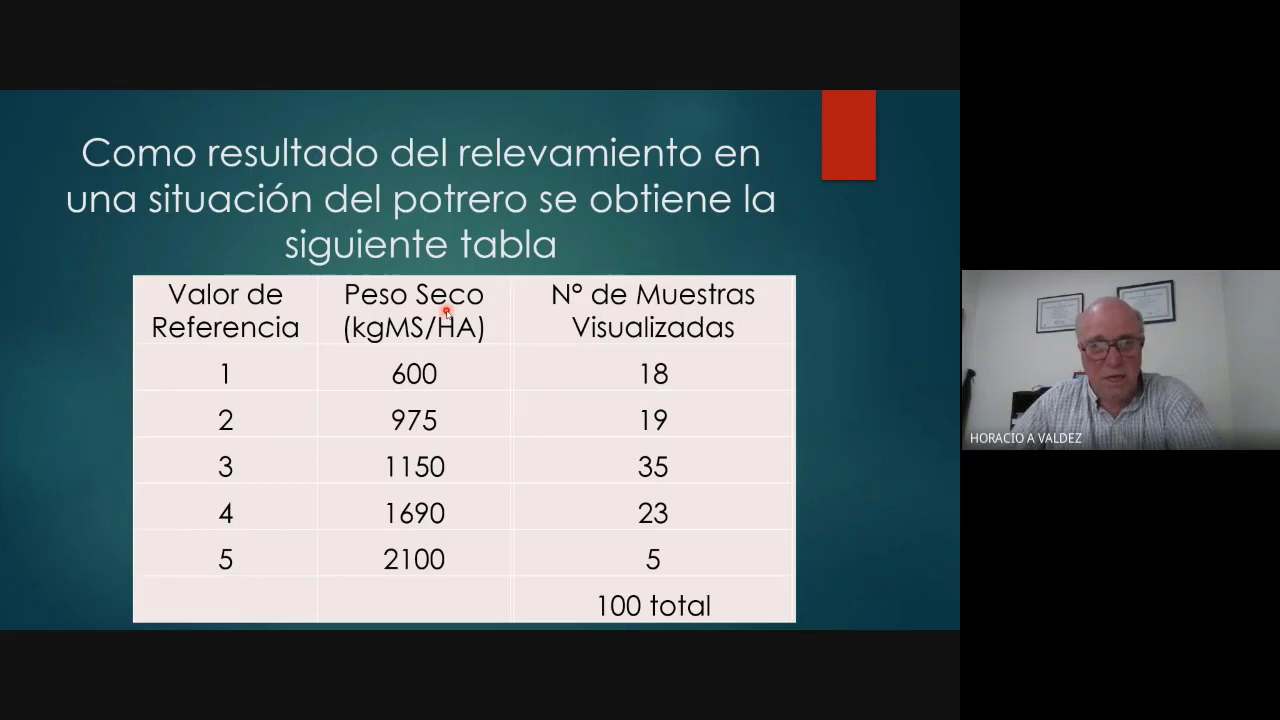 Como resultado del relevamiento en
una situación del potrero se obtiene la
siguiente tabla
Valor de Referencia
Peso Seco (kgMS/HA)
N° de Muestras Visualizadas
1 600 18
2 975 19
3 1150 35
4 1690 23
5 2100 5
100 total
HORACIO A VALDEZ